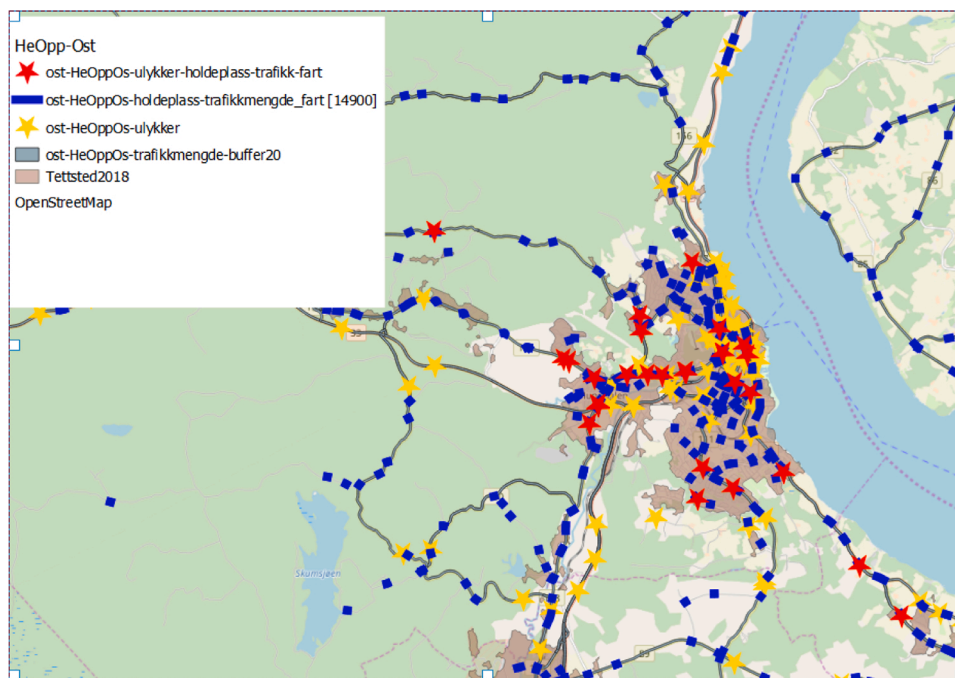 HeOpp-Ost
ost-HeOppOs-ulykker-holdeplass-trafikk-fart
ost-HeOppOs-holdeplass-trafikkmengde_fart [14900]
ost-HeOppOs-ulykker
ost-HeOppOs-trafikkmengde-buffer20
Tettsted2018
OpenStreetMap
33
Skumsjøen